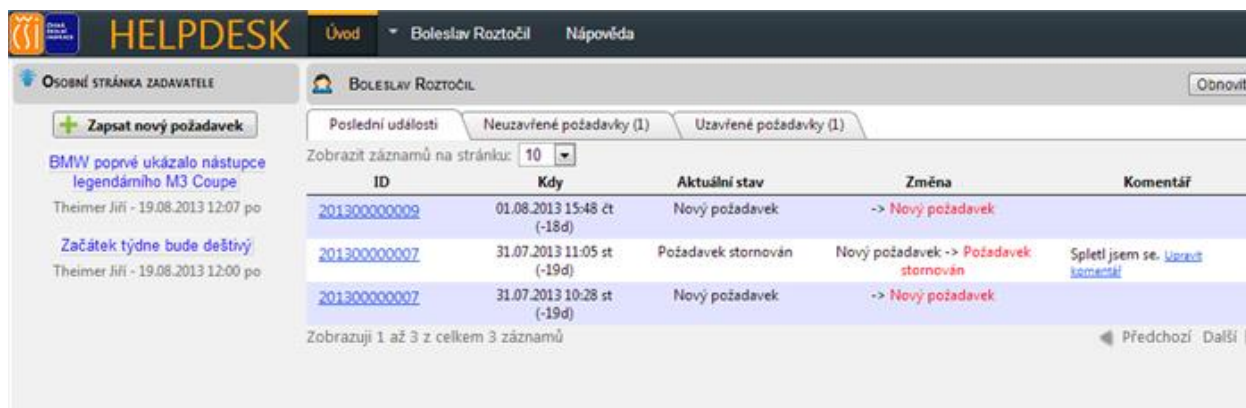 ČŠI ČESKÁ ŠKOLNÍ INSPEKCE HELPDESK Úvod Boleslav Roztočil Nápověda
OSOBNÍ STRÁNKA ZADAVATELE
BOLESLAV ROZTOČIL Obnovit
Zapsat nový požadavek
BMW poprvé ukázalo nástupce
legendárního M3 Coupe
Theimer Jiří - 19.08.2013 12:07 po
Začátek týdne bude deštivý
Theimer Jiří - 19.08.2013 12:00 po
Poslední události Neuzavřené požadavky (1) Uzavřené požadavky (1)
Zobrazit záznamů na stránku: 10
ID Kdy Aktuální stav Změna Komentář
201300000009 01.08.2013 15:48 čt Nový požadavek -> Nový požadavek
(-18d)
201300000007 31.07.2013 11:05 st Požadavek stornován Nový požadavek -> Požadavek Spletl jsem se. Upravit
(-19d) stornován komentář
201300000007 31.07.2013 10:28 st Nový požadavek -> Nový požadavek
(-19d)
Zobrazuji 1 až 3 z celkem 3 záznamů Předchozí Další